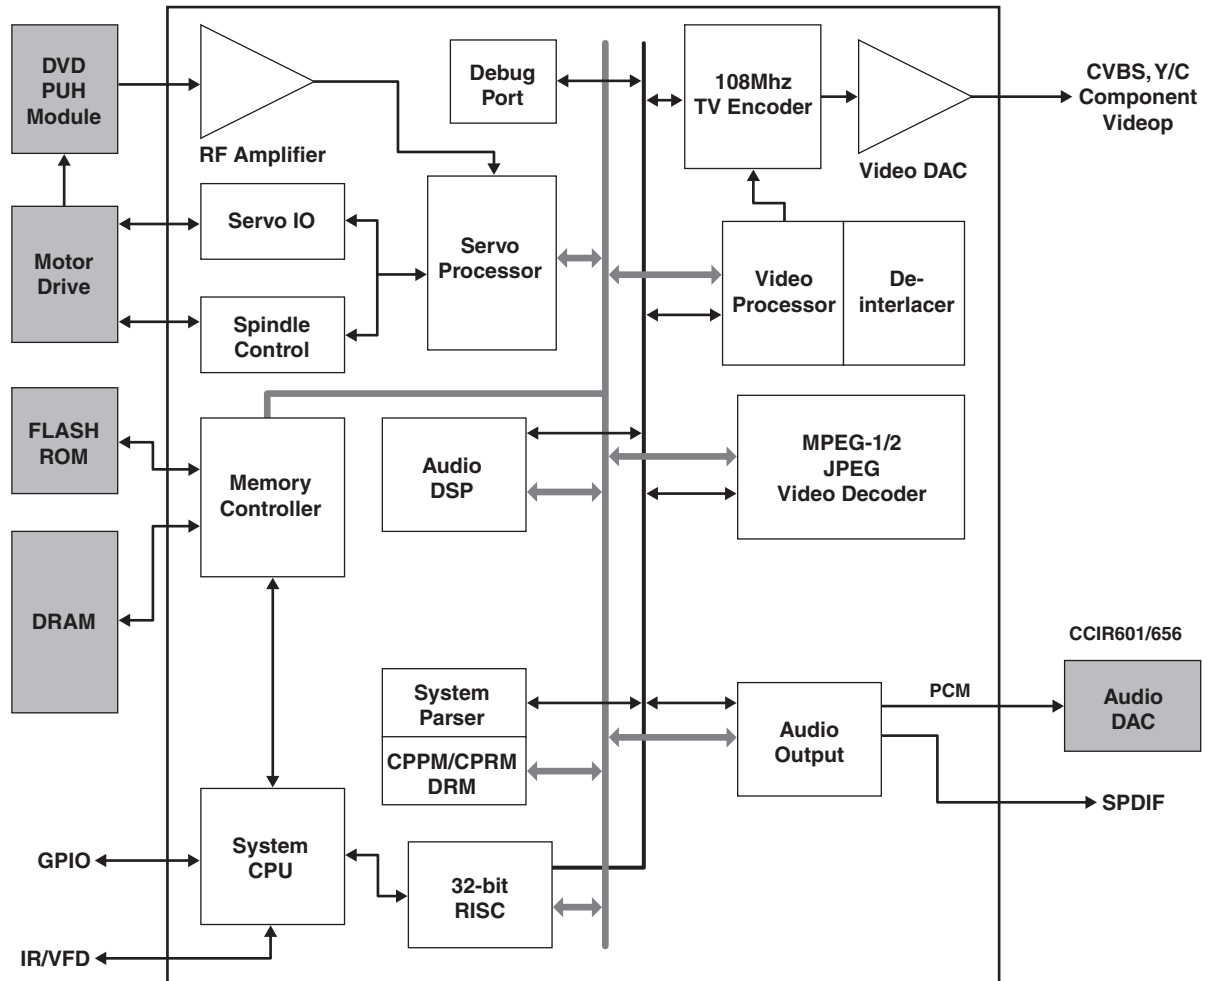 DVD
PUH
Module
RF Amplifier
Debug
Port
108Mhz
TV Encoder
Video DAC
CVBS, Y/C
Component
Videop
Motor
Drive
Servo IO
Spindle
Control
Servo
Processor
Video
Processor
De-
interlacer
FLASH
ROM
Memory
Controller
Audio
DSP
MPEG-1/2
JPEG
Video Decoder
DRAM
System
Parser
CPPM/CPRM
DRM
Audio
Output
PCM
CCIR601/656
Audio
DAC
SPDIF
GPIO
System
CPU
32-bit
RISC
IR/VFD